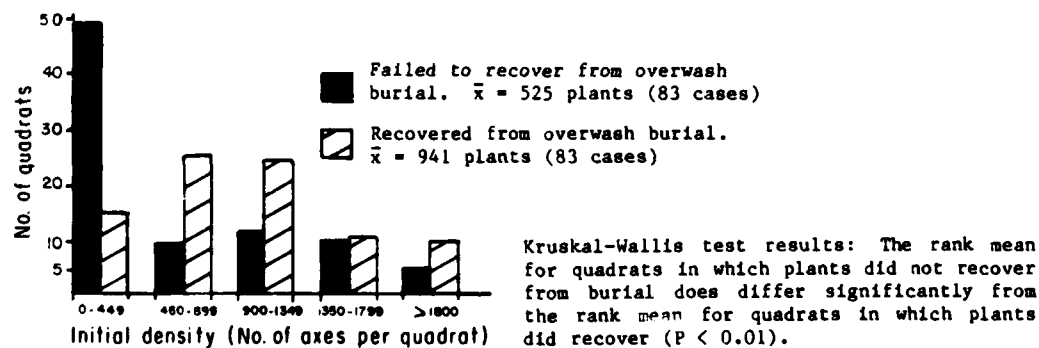 50
40
30
20
10
5
No. of quadrats
0-449
460-899
900-1349
1350-1799
>1800
Initial density (No. of axes per quadrat)
Failed to recover from overwash
burial. x̄ = 525 plants (83 cases)
Recovered from overwash burial.
x̄ = 941 plants (83 cases)
Kruskal-Wallis test results: The rank mean
for quadrats in which plants did not recover
from burial does differ significantly from
the rank mean for quadrats in which plants
did recover (P < 0.01).